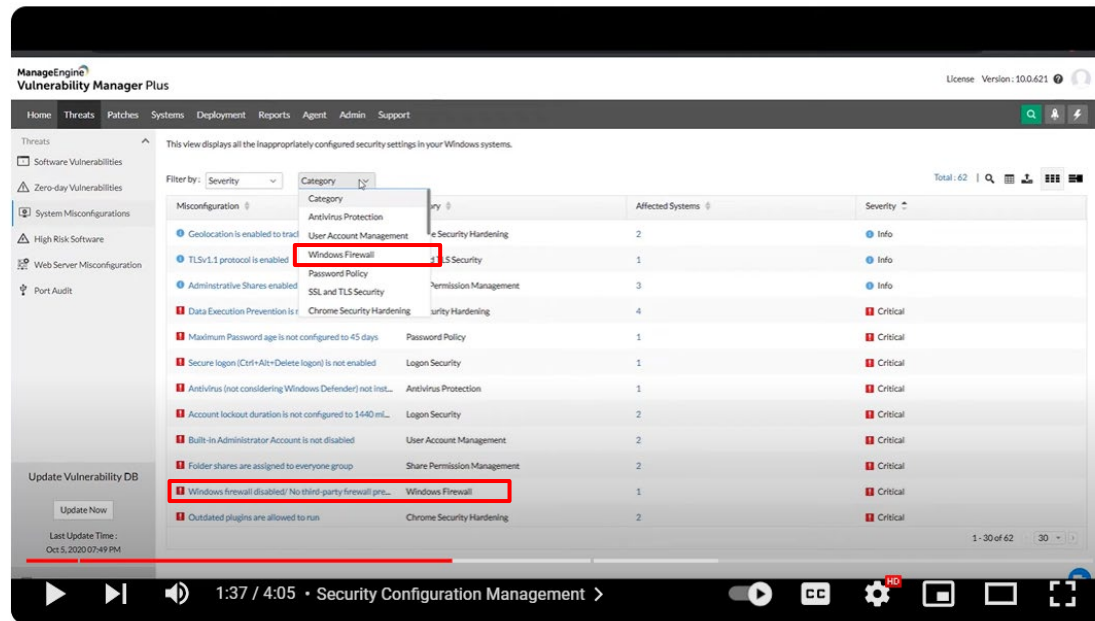 ManageEngine
Vulnerability Manager Plus
License Version : 10.0.621
Home Threats Patches Systems Deployment Reports Agent Admin Support
Threats
Software Vulnerabilities
Zero-day Vulnerabilities
System Misconfigurations
High Risk Software
Web Server Misconfiguration
Port Audit
This view displays all the inappropriately configured security settings in your Windows systems.
Filter by : Severity Category
Total : 62
Category
Antivirus Protection
User Account Management
Windows Firewall
Password Policy
SSL and TLS Security
Chrome Security Hardening
Misconfiguration Affected Systems Severity
Geolocation is enabled to Security Hardening 2 Info
TLSv1.1 protocol is enabled TLS Security 1 Info
Adminstrative Shares enabled Permission Management 3 Info
Data Execution Prevention is Hardening 4 Critical
Maximum Password age is not configured to 45 days Password Policy 1 Critical
Secure logon (Ctrl+Alt+Delete logon) is not enabled Logon Security 1 Critical
Antivirus (not considering Windows Defender) not inst... Antivirus Protection 1 Critical
Account lockout duration is not configured to 1440 mi... Logon Security 2 Critical
Built-in Administrator Account is not disabled User Account Management 2 Critical
Folder shares are assigned to everyone group Share Permission Management 2 Critical
Windows firewall disabled/ No third-party firewall pre... Windows Firewall 1 Critical
Outdated plugins are allowed to run Chrome Security Hardening 2 Critical
1 - 30 of 62 30
Update Vulnerability DB
Update Now
Last Update Time :
Oct 5, 2020 07:49 PM
1:37 / 4:05 • Security Configuration Management
CC
HD